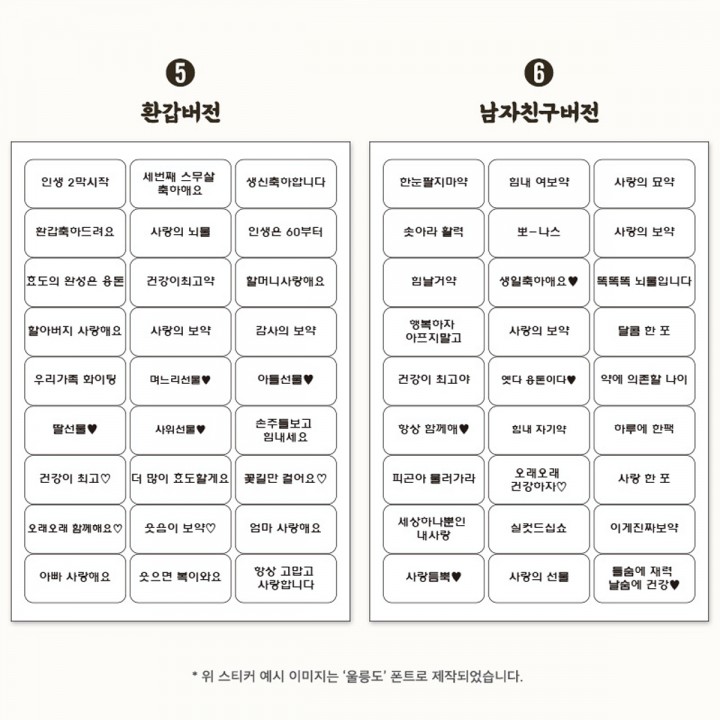 5
환갑버전
인생 2막시작
세번째 스무살
축하애요
생신축하합니다
환갑축하드려요
사랑의 뇌물
인생은 60부터
효도의 완성은 용돈
건강이최고약
할머니사랑해요
할아버지 사랑해요
사랑의 보약
감사의 보약
우리가족 화이팅
며느리선물♥
아들선물♥
딸선물♥
사위선물♥
손주들보고
힘내세요
건강이 최고♡
더 많이 효도할게요
꽃길만 걸어요♡
오래오래 함께해요♡
웃음이 보약♡
엄마 사랑해요
아빠 사랑해요
웃으면 복이와요
항상 고맙고
사랑합니다
6
남자친구버전
한눈팔지마약
힘내 여보약
사랑의 묘약
솟아라 활력
뽀-나스
사랑의 보약
힘날거약
생일축하애요♥
똑똑똑 뇌물입니다
행복하자
아프지말고
사랑의 보약
달콤 한 포
건강이 최고야
옛다 용돈이다♥
약에 의존할 나이
항상 함께해♥
힘내 자기약
하루에 한팩
피곤아 물러가라
오래오래
건강하자♡
사랑 한 포
세상하나뿐인
내사랑
실컷드십쇼
이게진짜보약
사랑듬뿍♥
사랑의 선물
틀숨에 재력
날숨에 건강♥
* 위 스티커 예시 이미지는 '울릉도' 폰트로 제작되었습니다.